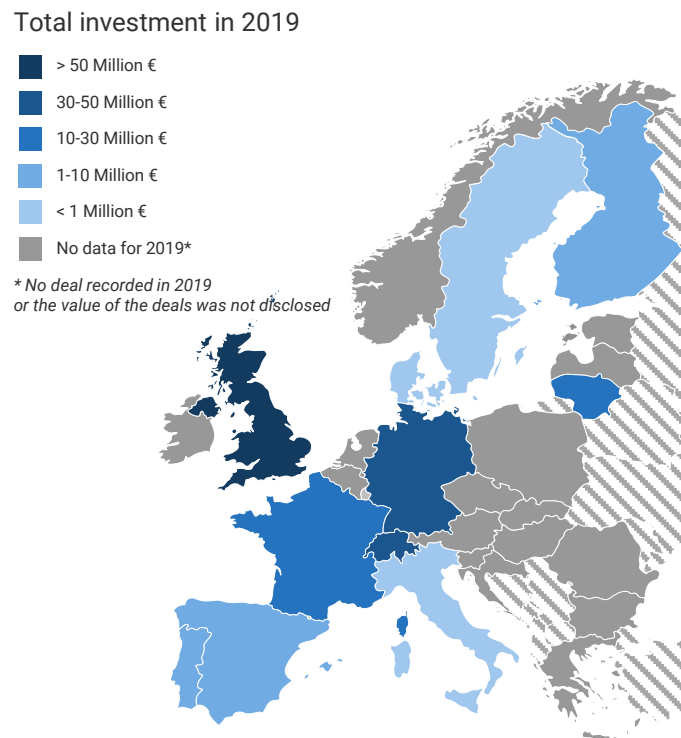 Total investment in 2019
> 50 Million €
30-50 Million €
10-30 Million €
1-10 Million €
< 1 Million €
No data for 2019*
* No deal recorded in 2019
or the value of the deals was not disclosed